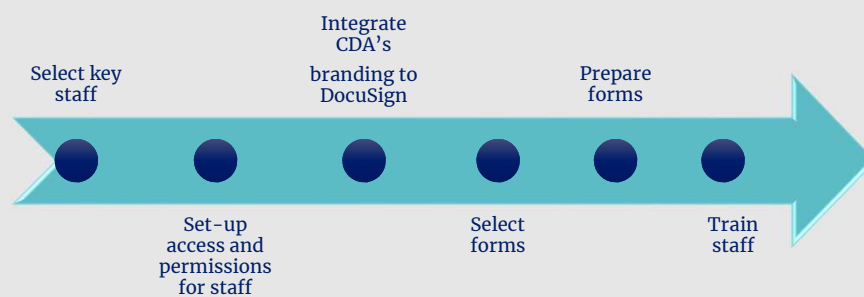 Select key
staff
Set-up
access and
permissions
for staff
Integrate
CDA’s
branding to
DocuSign
Select
forms
Prepare
forms
Train
staff